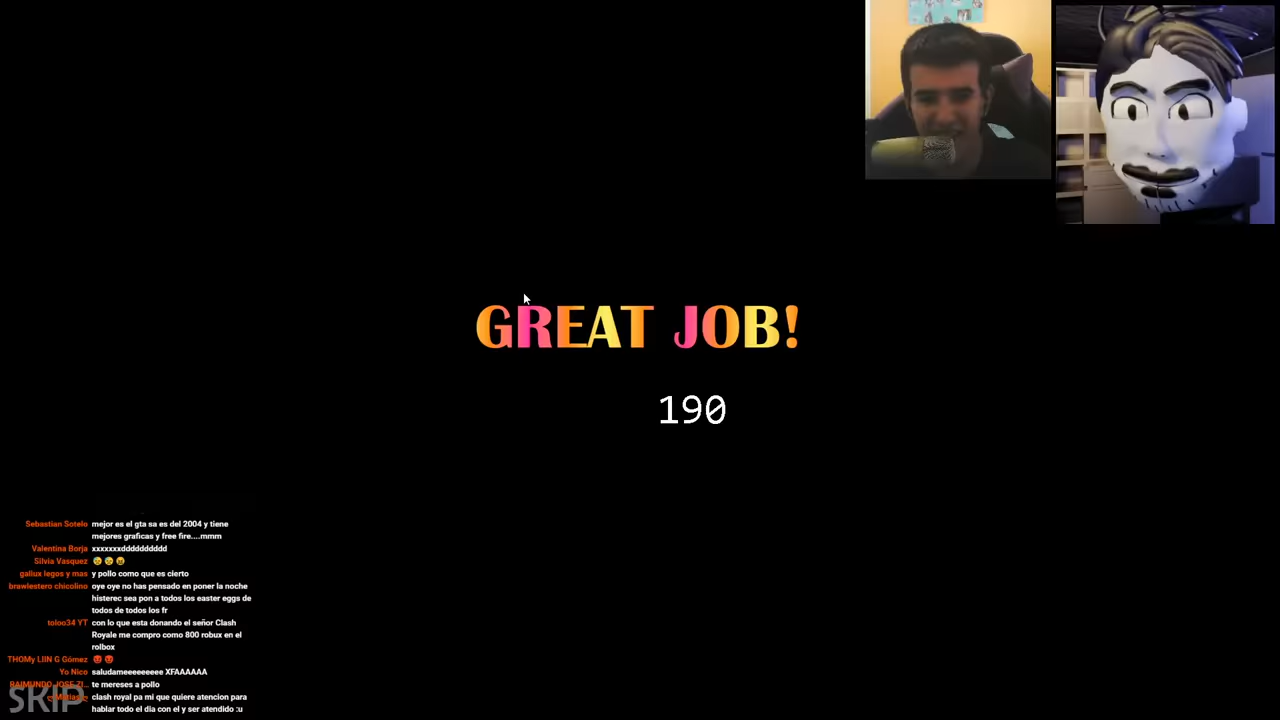 GREAT JOB!
190
Sebastian Sotelo mejor es el gta sa es del 2004 y tiene
mejores graficas y free fire....mmm
Valentina Borja xxxxxxxdddddddddd
Silvia Vasquez
gallux legos y mas y pollo como que es cierto
brawlestero chicolino oye oye no has pensado en poner la noche
histerec sea pon a todos los easter eggs de
todos de todos los fr
toloo34 YT con lo que esta donando el señor Clash
Royale me compro como 800 robux en el
rolbox
THOMy LIIN G Gómez
Yo Nico saludameeeeeeeee XFAAAAAA
RAIMUNDO JOSE ZI... te mereses a pollo
clash royal pa mi que quiere atencion para
hablar todo el dia con el y ser atendido :u
SKIP